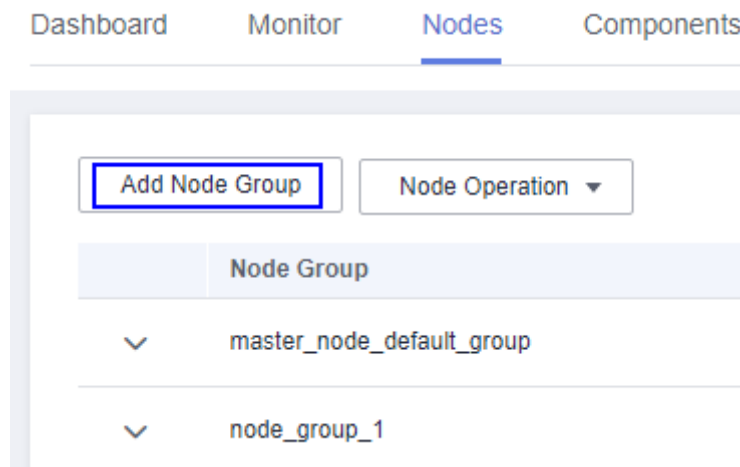 Dashboard Monitor Nodes Components
Add Node Group Node Operation
Node Group
master_node_default_group
node_group_1